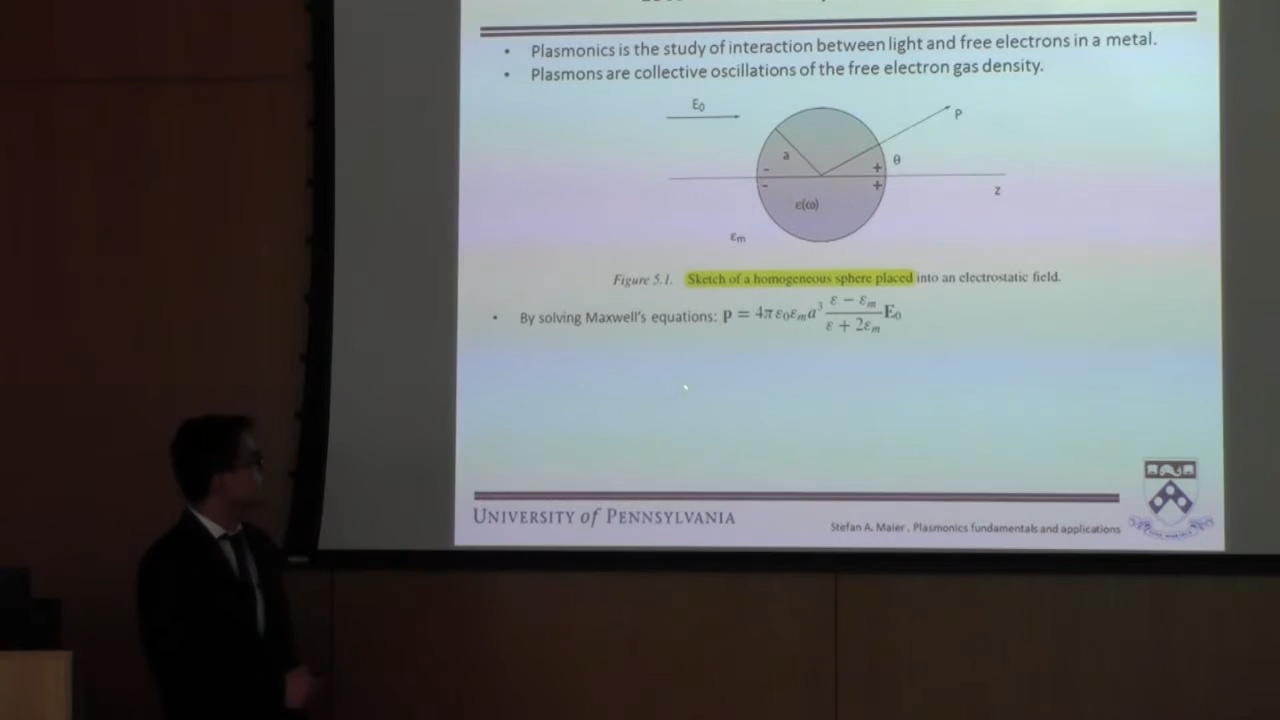 • Plasmonics is the study of interaction between light and free electrons in a metal.
• Plasmons are collective oscillations of the free electron gas density.
E₀
P
a
θ
- +
- +
z
ε(ω)
εm
Figure 5.1. Sketch of a homogeneous sphere placed into an electrostatic field.
• By solving Maxwell's equations: p = 4πε₀εₘa³ (ε − εₘ)/(ε + 2εₘ) E₀
UNIVERSITY of PENNSYLVANIA
Stefan A. Maier . Plasmonics fundamentals and applications